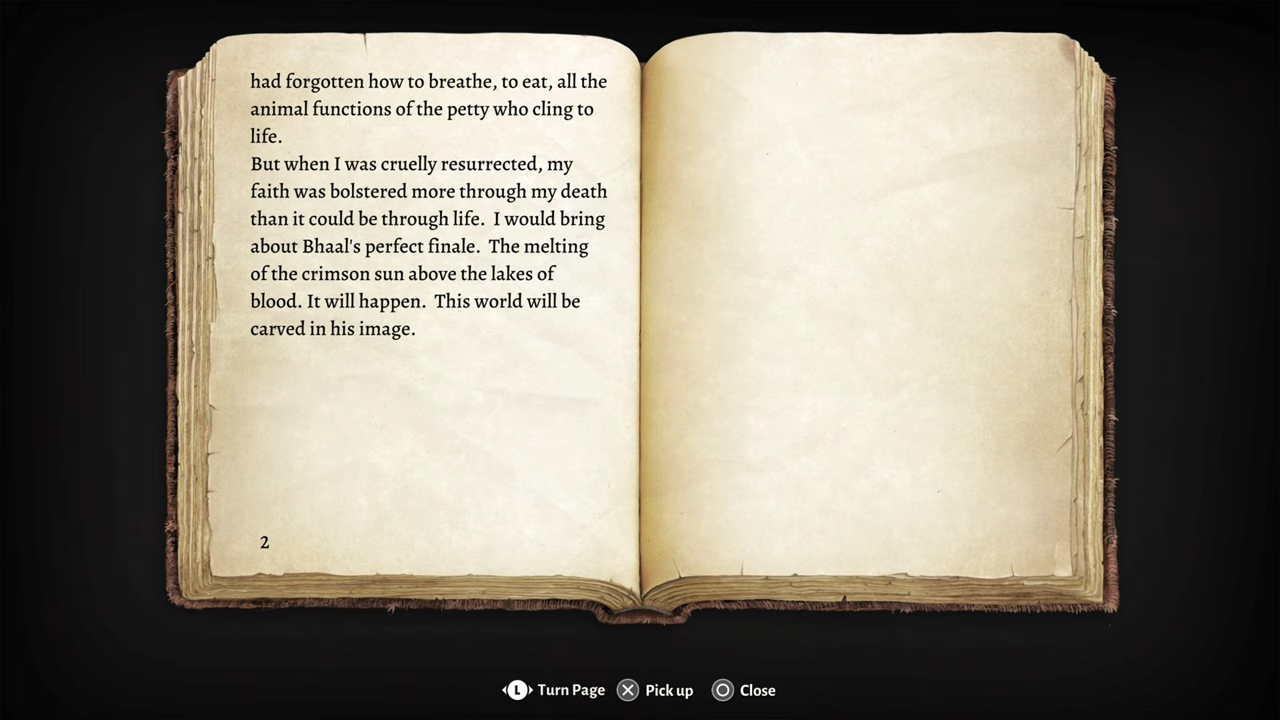 had forgotten how to breathe, to eat, all the
animal functions of the petty who cling to
life.
But when I was cruelly resurrected, my
faith was bolstered more through my death
than it could be through life.  I would bring
about Bhaal's perfect finale.  The melting
of the crimson sun above the lakes of
blood. It will happen.  This world will be
carved in his image.
2
L Turn Page Pick up Close